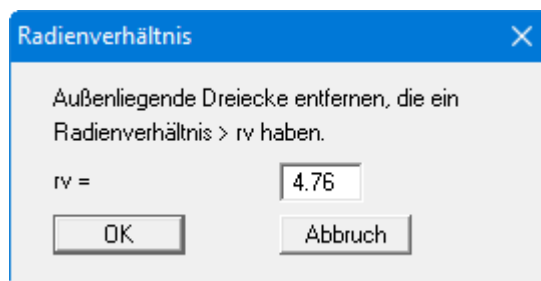 Radienverhältnis
Außenliegende Dreiecke entfernen, die ein
Radienverhältnis > rv haben.
rv = 4.76
OK Abbruch